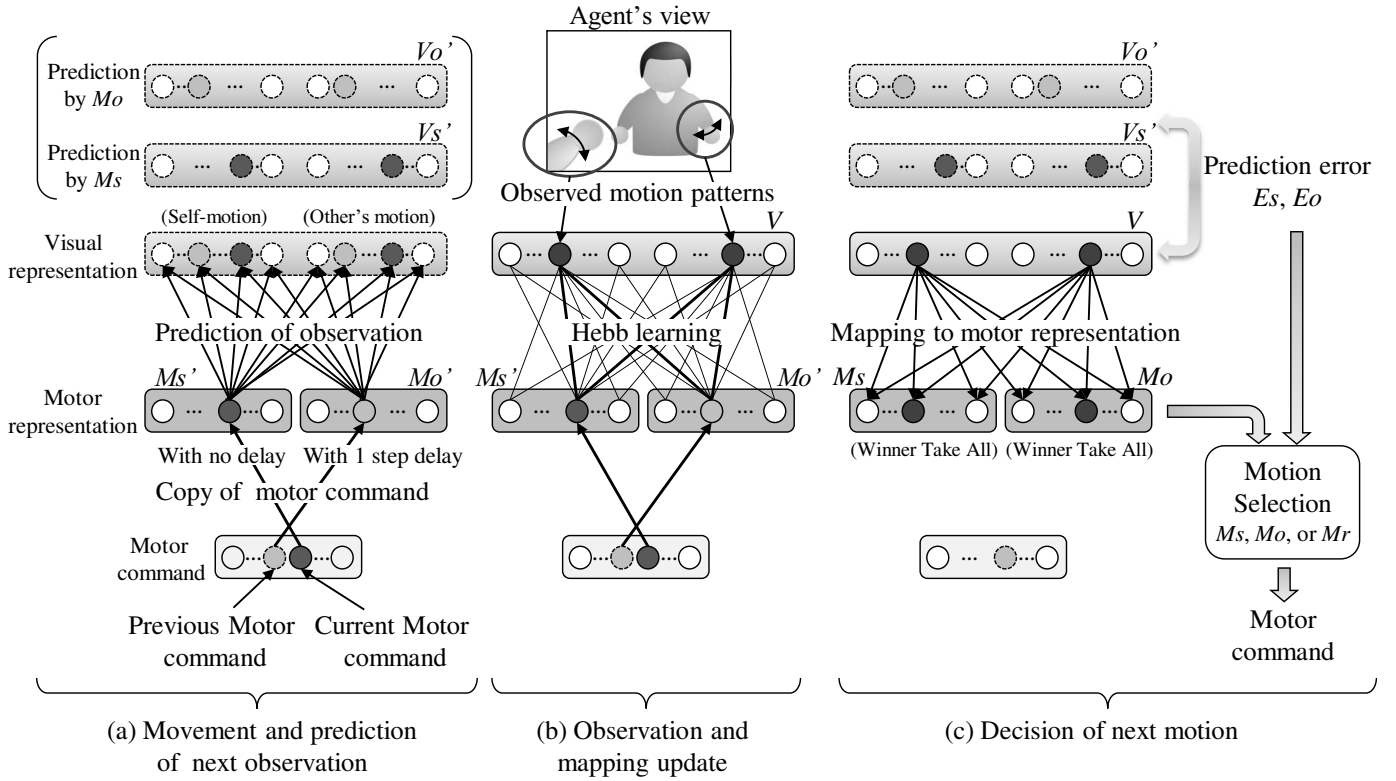 Prediction
by Mo
Vo’
Prediction
by Ms
Vs’
(Self-motion) (Other’s motion)
Visual
representation
Prediction of observation
Ms’ Mo’
Motor
representation
With no delay With 1 step delay
Copy of motor command
Motor
command
Previous Motor
command
Current Motor
command
(a) Movement and prediction
of next observation
Agent’s view
Observed motion patterns
V
Hebb learning
Ms’ Mo’
(b) Observation and
mapping update
Vo’
Vs’
Prediction error
Es, Eo
V
Mapping to motor representation
Ms Mo
(Winner Take All) (Winner Take All)
Motion
Selection
Ms, Mo, or Mr
Motor
command
(c) Decision of next motion